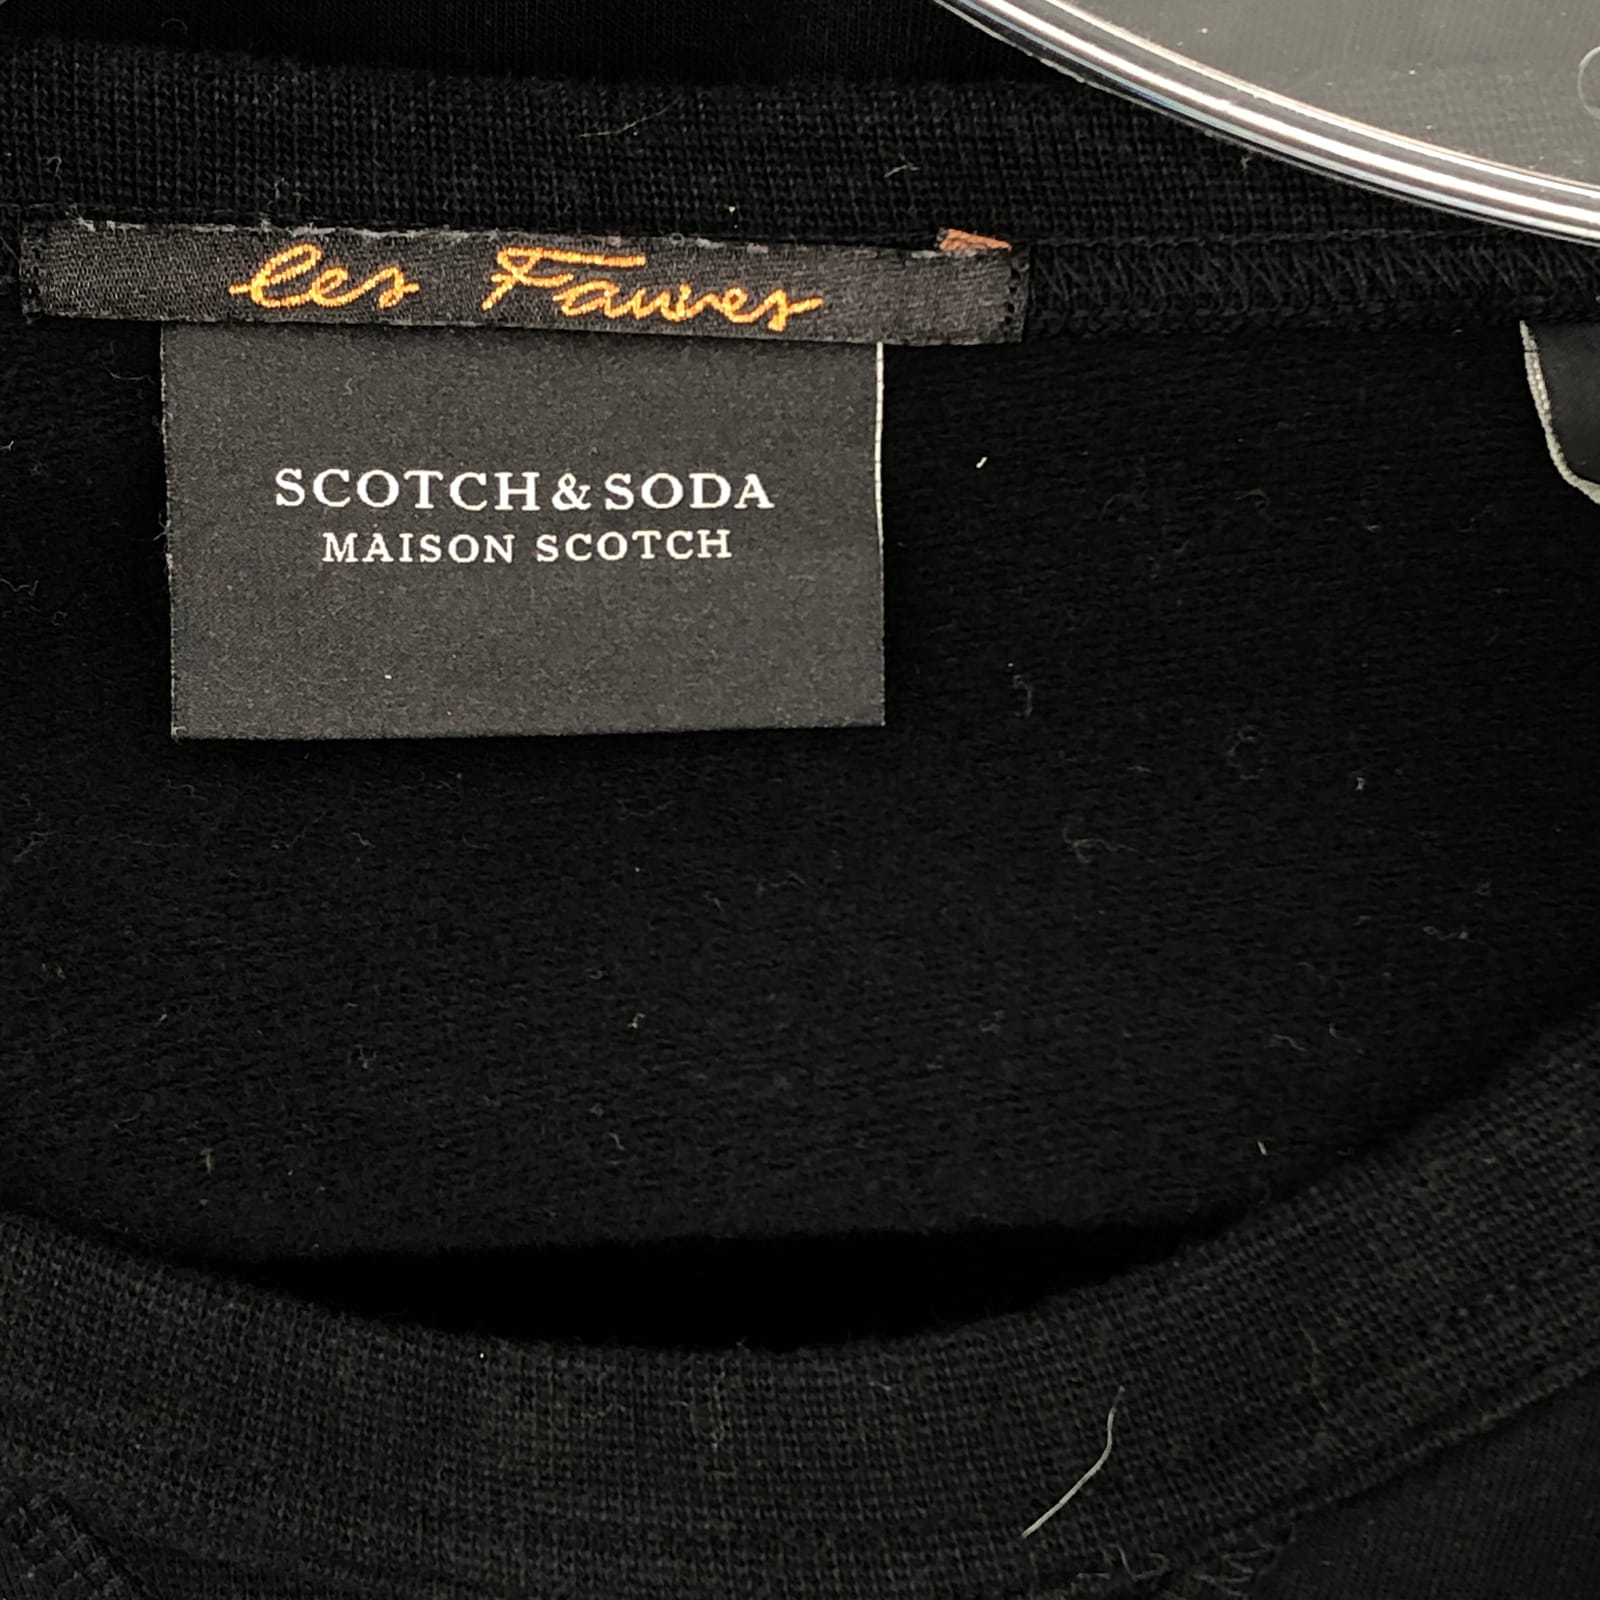 les Fauves
SCOTCH & SODA
MAISON SCOTCH